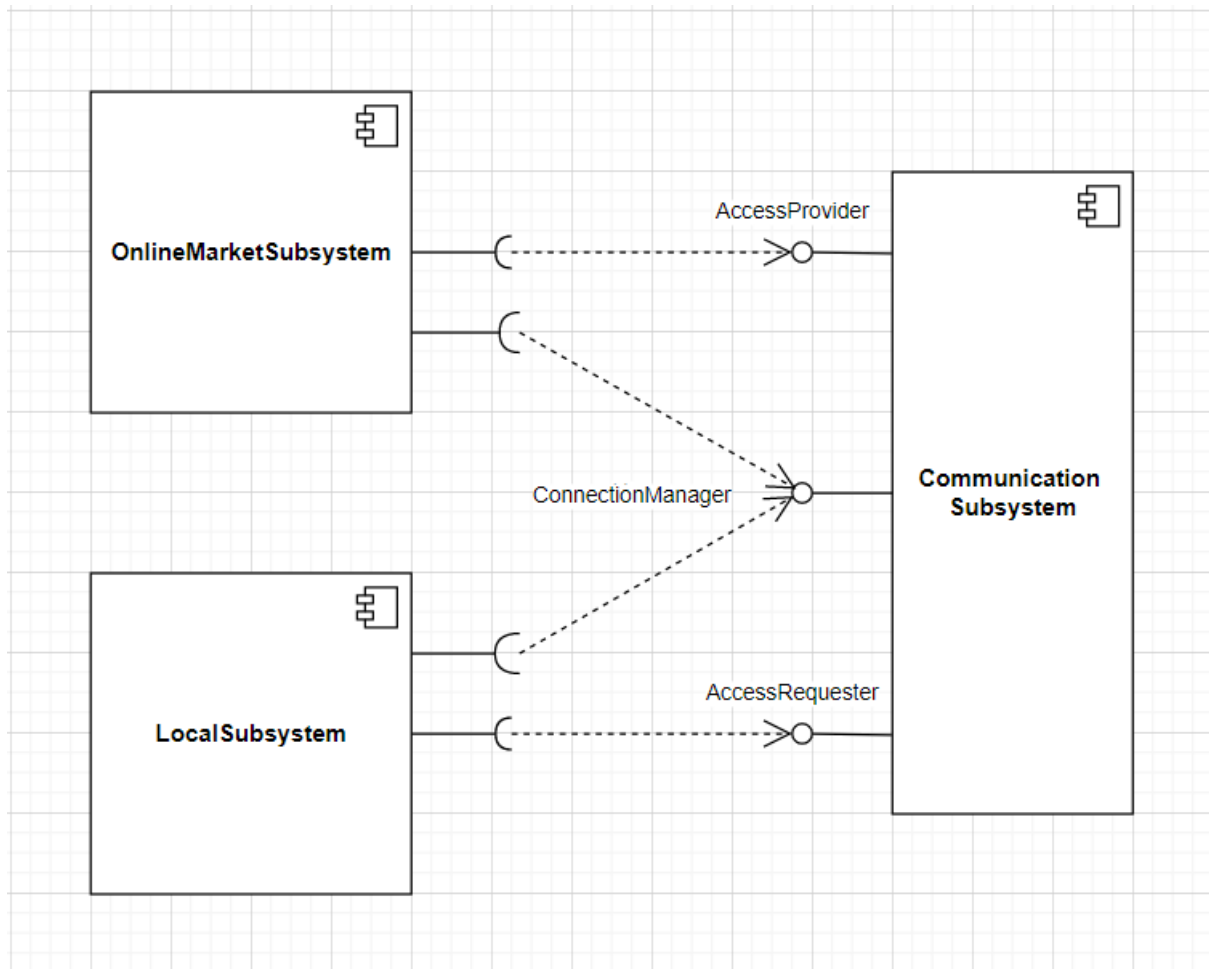 AccessProvider
OnlineMarketSubsystem
ConnectionManager
Communication
Subsystem
AccessRequester
LocalSubsystem